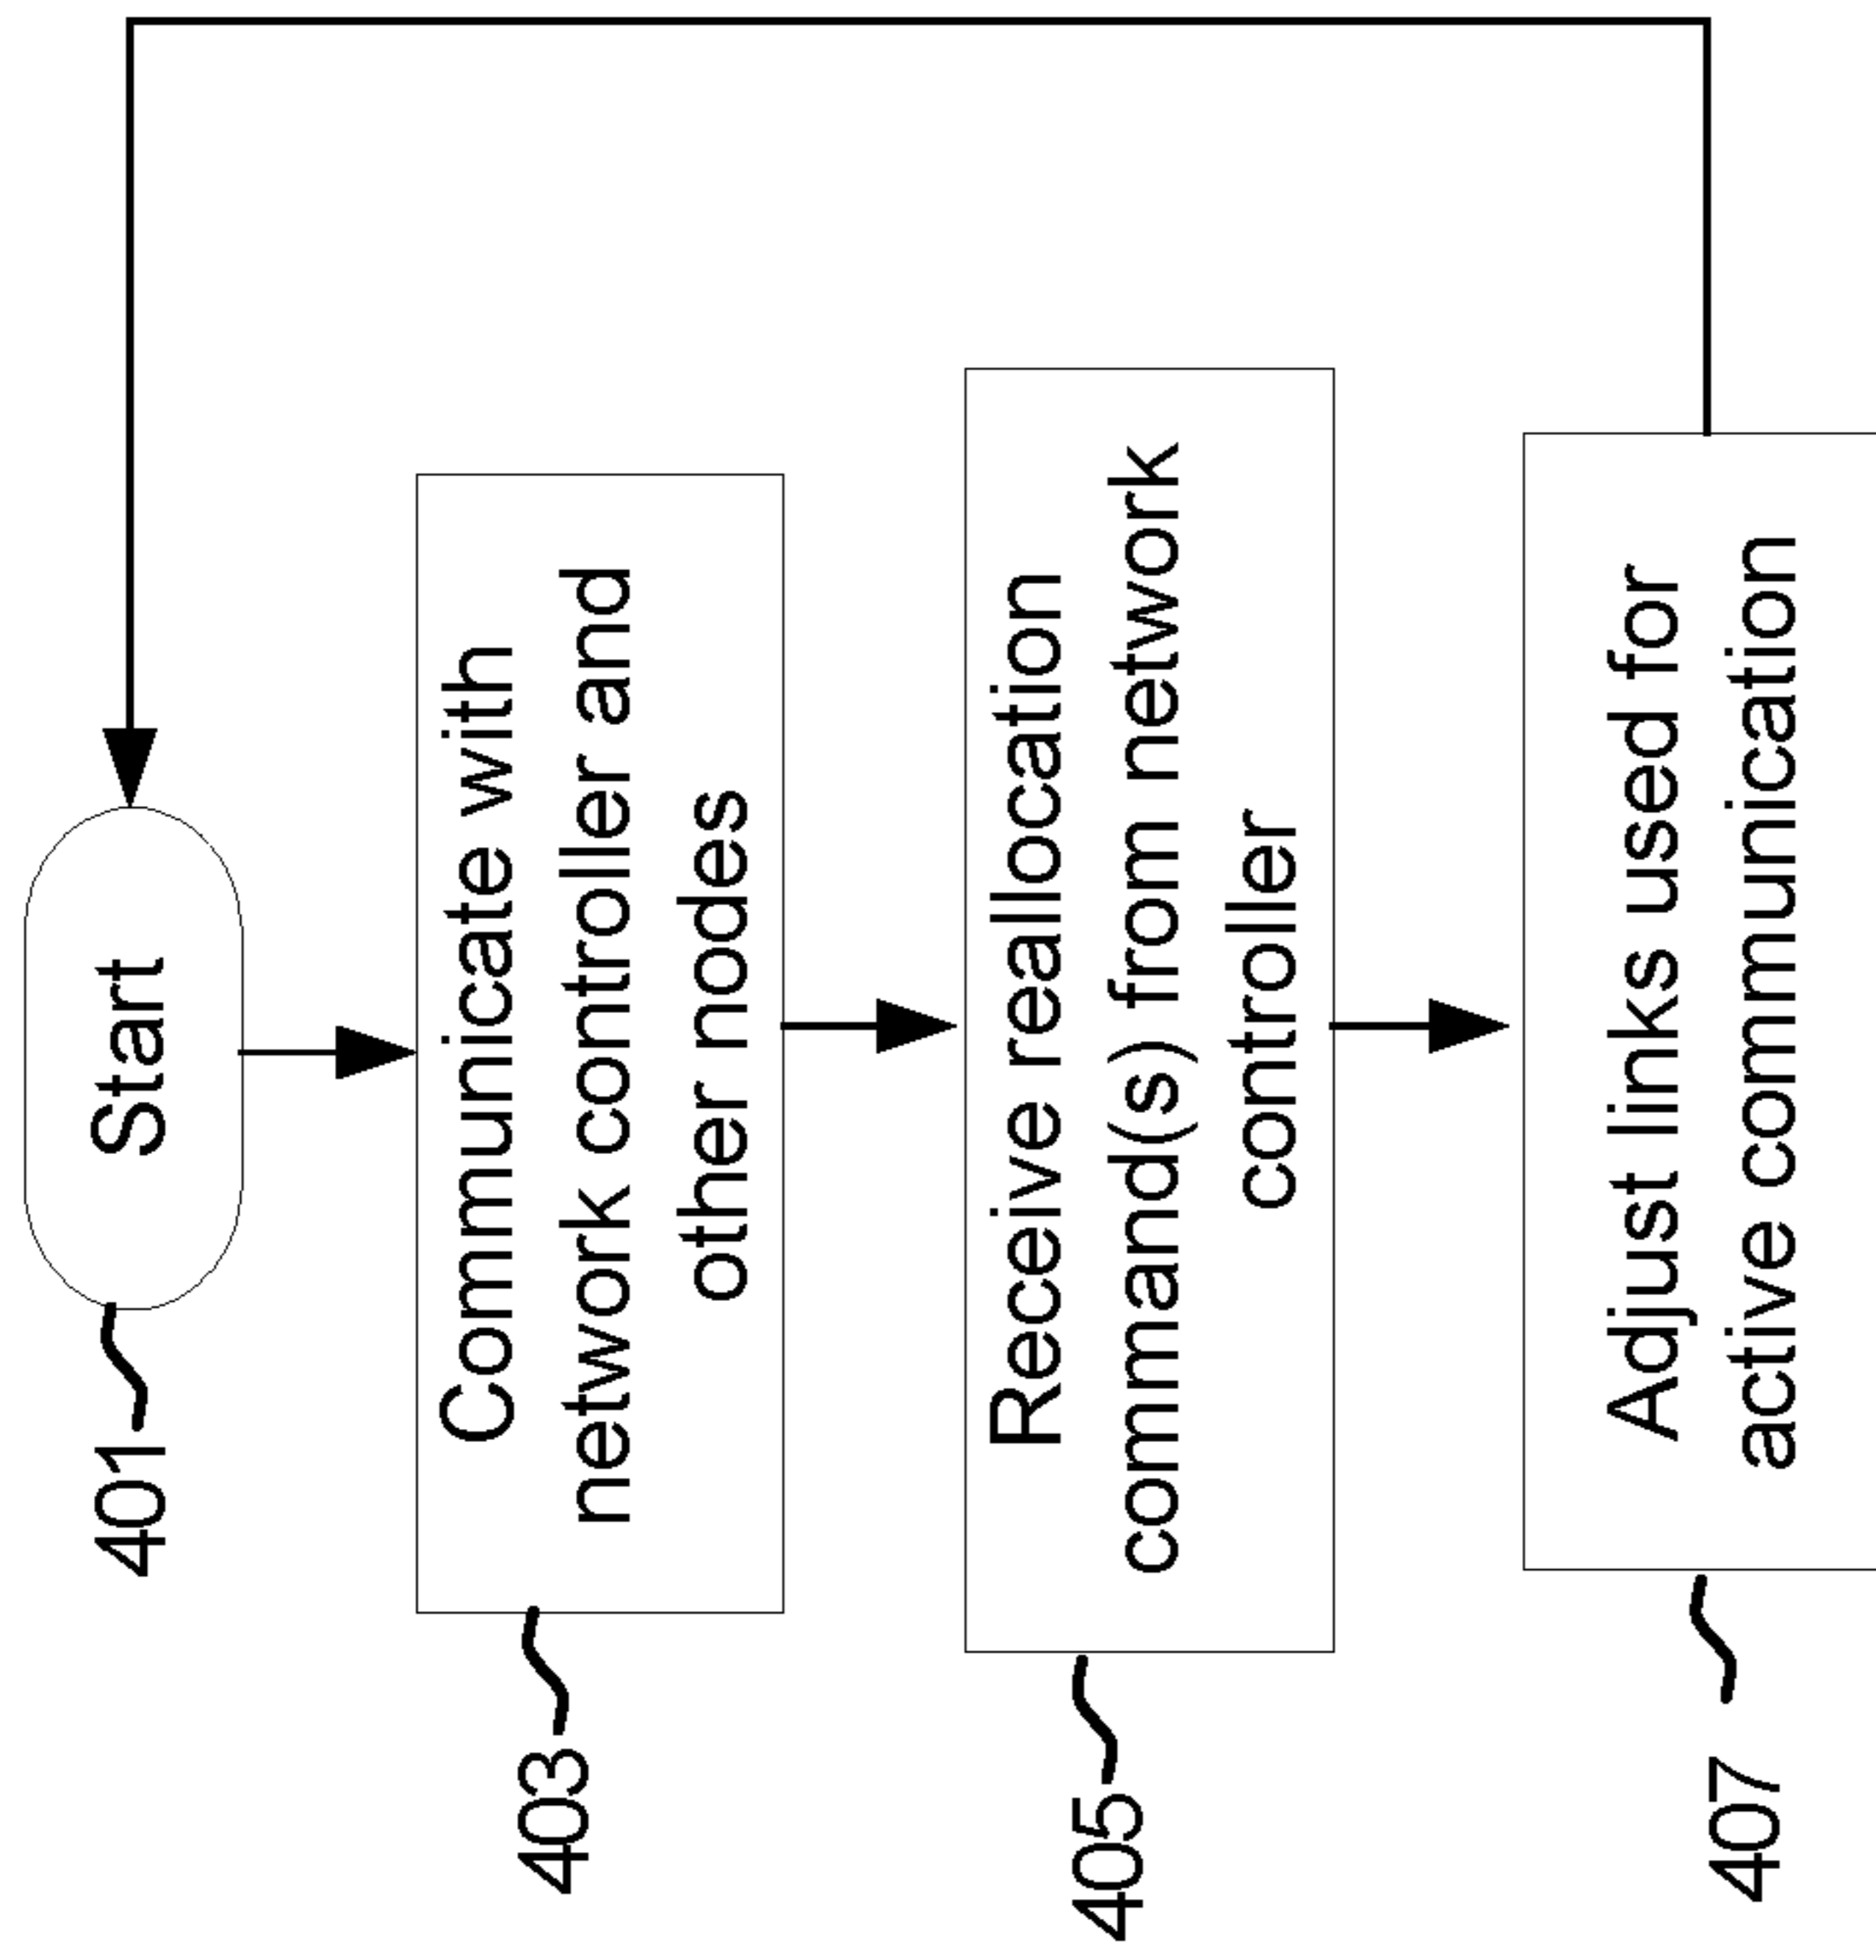 401
Start
403
Communicate with
network controller and
other nodes
405
Receive reallocation
command(s) from network
controller
407
Adjust links used for
active communication